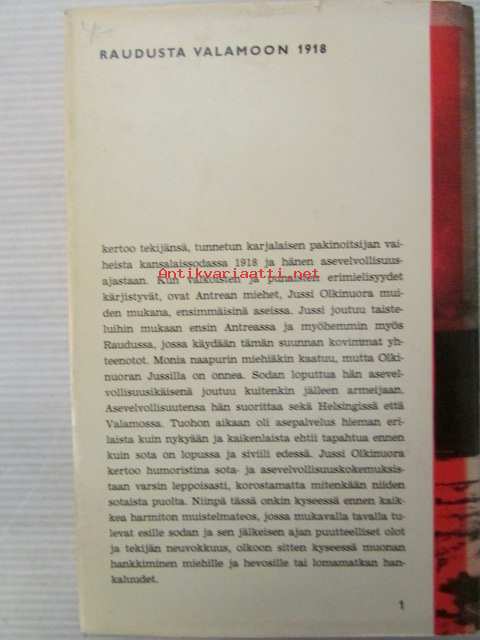 RAUDUSTA VALAMOON 1918
kertoo tekijänsä, tunnetun karjalaisen pakinoitsijan vai-
heista kansalaissodassa 1918 ja hänen asevelvollisuus-
ajastaan. Kun valkoisten ja punaisten erimielisyydet
Antikvariaatti.net
kärjistyvät, ovat Antrean miehet, Jussi Olkinuora mui-
den mukana, ensimmäisinä aseissa. Jussi joutuu taiste-
luihin mukaan ensin Antreassa ja myöhemmin myös
Raudussa, jossa käydään tämän suunnan kovimmat yh-
teenotot. Monia naapurin miehiäkin kaatuu, mutta Olki-
nuoran Jussilla on onnea. Sodan loputtua hän asevel-
vollisuusikäisenä joutuu kuitenkin jälleen armeijaan.
Asevelvollisuutensa hän suorittaa sekä Helsingissä että
Valamossa. Tuohon aikaan oli asepalvelus hieman eri-
laista kuin nykyään ja kaikenlaista ehtii tapahtua ennen
kuin sota on lopussa ja siviili edessä. Jussi Olkinuora
kertoo humoristina sota- ja asevelvollisuuskokemuksis-
taan varsin leppoisasti, korostamatta mitenkään niiden
sotaista puolta. Niinpä tässä onkin kyseessä ennen kaik-
kea harmiton muistelmateos, jossa mukavalla tavalla tu-
levat esille sodan ja sen jälkeisen ajan puutteelliset olot
ja tekijän neuvokkuus, olkoon sitten kyseessä muonan
hankkiminen miehille ja hevosille tai lomamatkan han-
kaluudet.
1